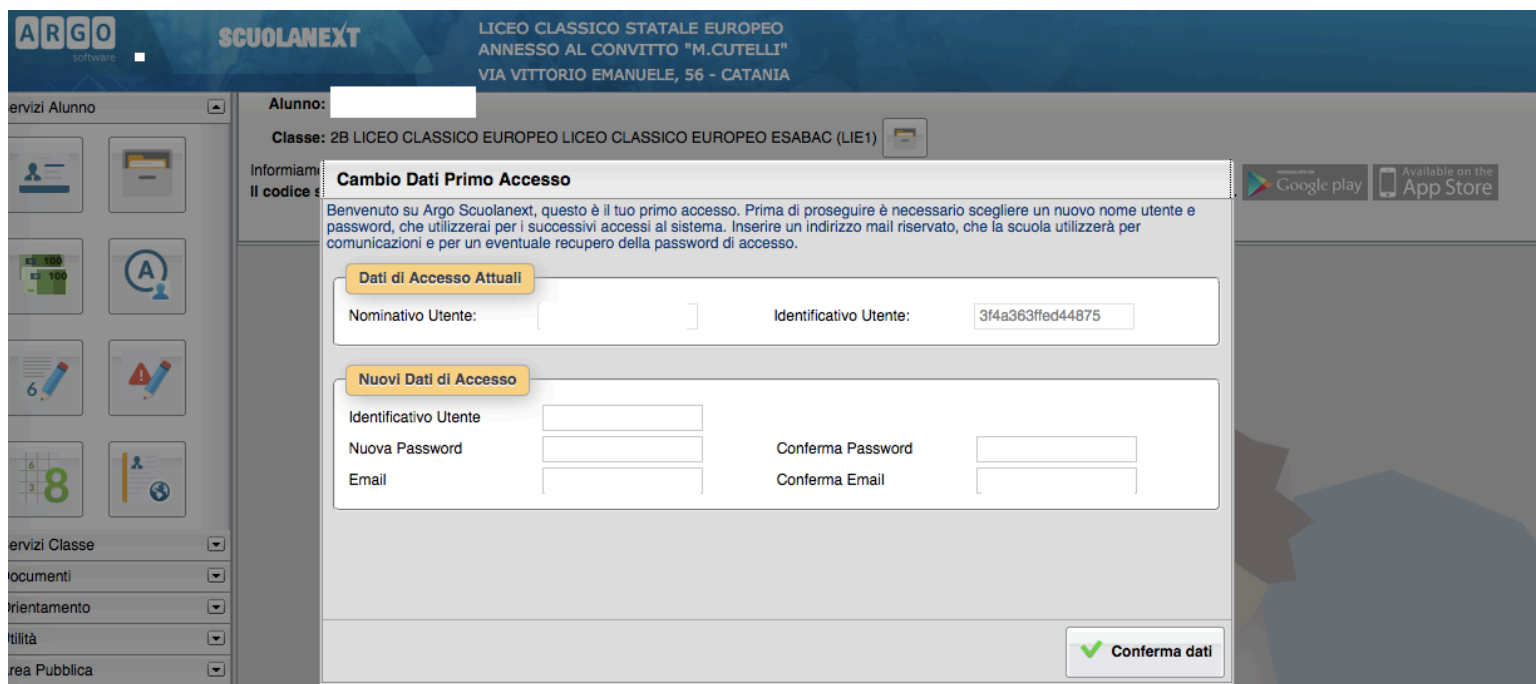 ARGO
software
SCUOLANEXT
LICEO CLASSICO STATALE EUROPEO
ANNESSO AL CONVITTO "M.CUTELLI"
VIA VITTORIO EMANUELE, 56 - CATANIA
ervizi Alunno
Alunno:
Classe: 2B LICEO CLASSICO EUROPEO LICEO CLASSICO EUROPEO ESABAC (LIE1)
Informiam
Il codice s
Google play
Available on the
App Store
Cambio Dati Primo Accesso
Benvenuto su Argo Scuolanext, questo è il tuo primo accesso. Prima di proseguire è necessario scegliere un nuovo nome utente e
password, che utilizzerai per i successivi accessi al sistema. Inserire un indirizzo mail riservato, che la scuola utilizzerà per
comunicazioni e per un eventuale recupero della password di accesso.
Dati di Accesso Attuali
Nominativo Utente:
Identificativo Utente: 3f4a363ffed44875
Nuovi Dati di Accesso
Identificativo Utente
Nuova Password
Conferma Password
Email
Conferma Email
Conferma dati
100
100
A
6
6
3
8
ervizi Classe
ocumenti
rientamento
tilità
rea Pubblica